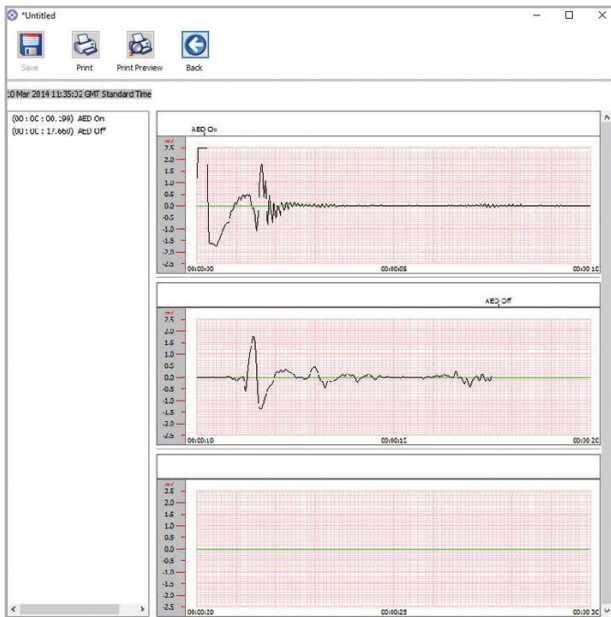 *Untitled
Save Print Print Preview Back
10 Mar 2014 11:35:02 GMT Standard Time
(00 : 00 : 00.199) AED On
(00 : 00 : 17.660) AED Off
AED On
mV
2.5
2.0
1.5
1.0
0.5
0.0
-0.5
-1.0
-1.5
-2.0
-2.5
00:00:00 00:00:05 00:00:10
AED Off
mV
2.5
2.0
1.5
1.0
0.5
0.0
-0.5
-1.0
-1.5
-2.0
-2.5
00:00:10 00:00:15 00:00:20
mV
2.5
2.0
1.5
1.0
0.5
0.0
-0.5
-1.0
-1.5
-2.0
-2.5
00:00:20 00:00:25 00:00:30